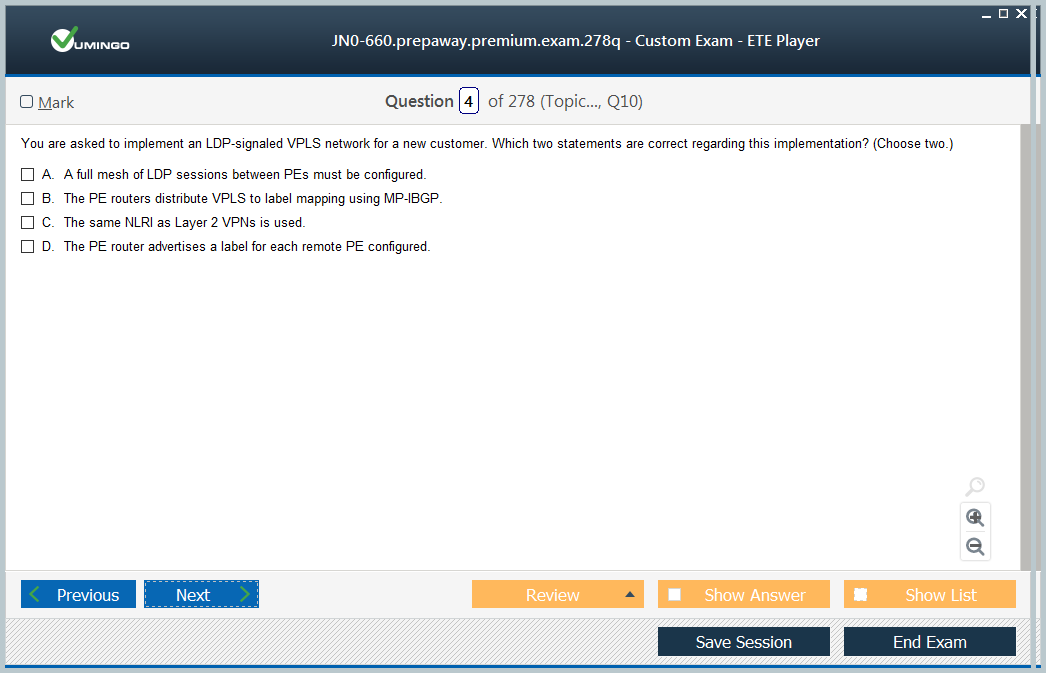 VUMINGO
JN0-660.prepaway.premium.exam.278q - Custom Exam - ETE Player
Mark
Question 4 of 278 (Topic..., Q10)
You are asked to implement an LDP-signaled VPLS network for a new customer. Which two statements are correct regarding this implementation? (Choose two.)
A. A full mesh of LDP sessions between PEs must be configured.
B. The PE routers distribute VPLS to label mapping using MP-IBGP.
C. The same NLRI as Layer 2 VPNs is used.
D. The PE router advertises a label for each remote PE configured.
Previous Next Review Show Answer Show List
Save Session End Exam